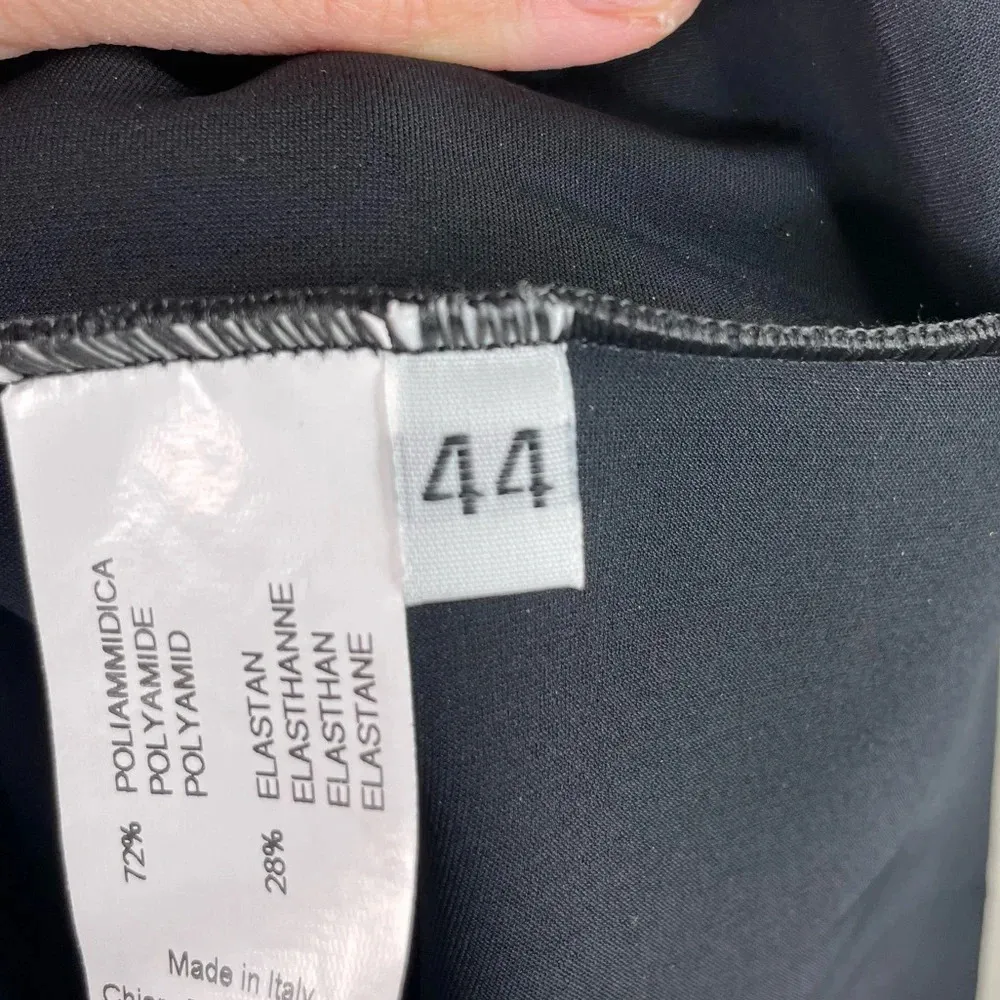 44
72% POLIAMMIDICA
POLYAMIDE
POLYAMID
28% ELASTAN
ELASTHANNE
ELASTHAN
ELASTANE
Made in Italy